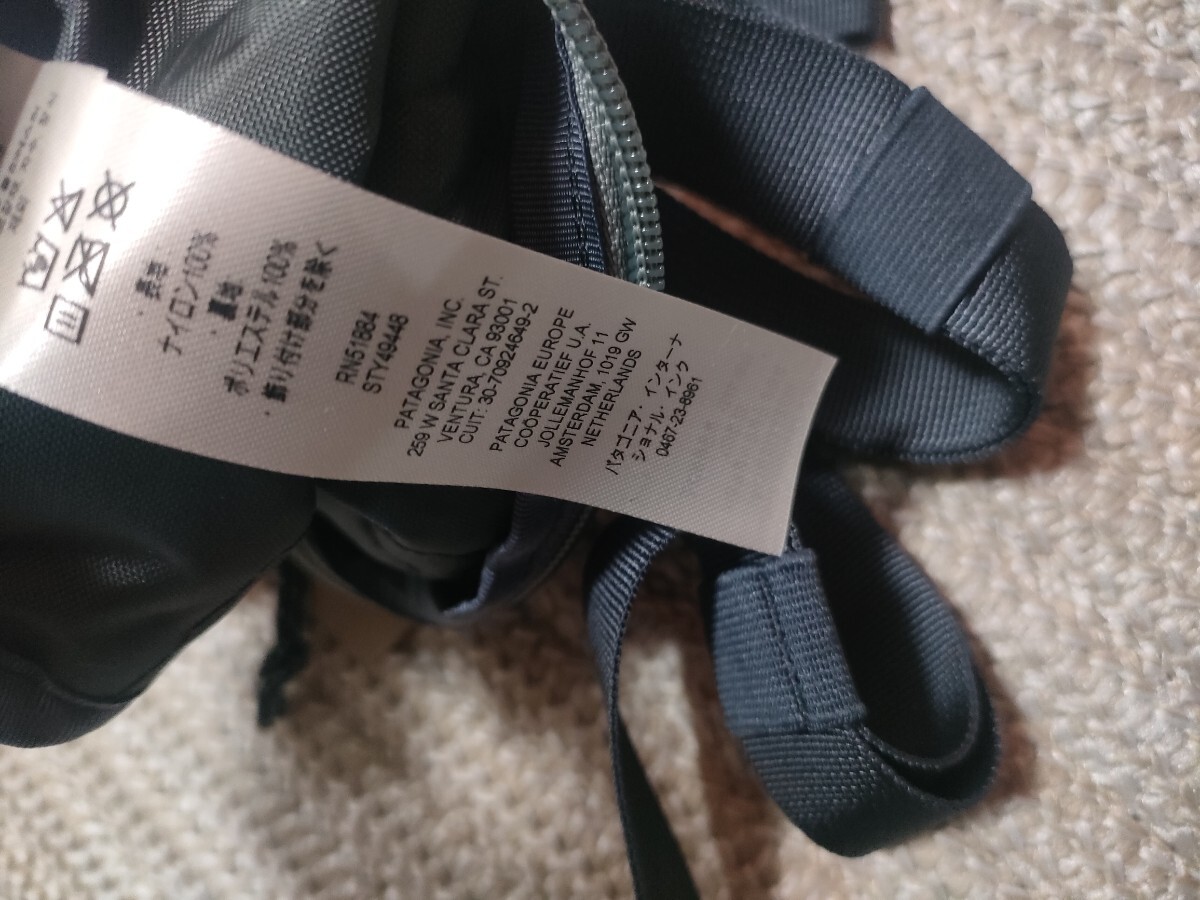 ・表地
ナイロン100%
・裏地
ポリエステル100%
・飾り付け部分を除く
RN51884
STY49448
PATAGONIA, INC.
259 W SANTA CLARA ST.
VENTURA, CA 93001
CUIT: 30-70924649-2
PATAGONIA EUROPE
COÖPERATIEF U.A.
JOLLEMANHOF 11
AMSTERDAM, 1019 GW
NETHERLANDS
パタゴニア・インターナ
ショナル・インク
0467-23-8961